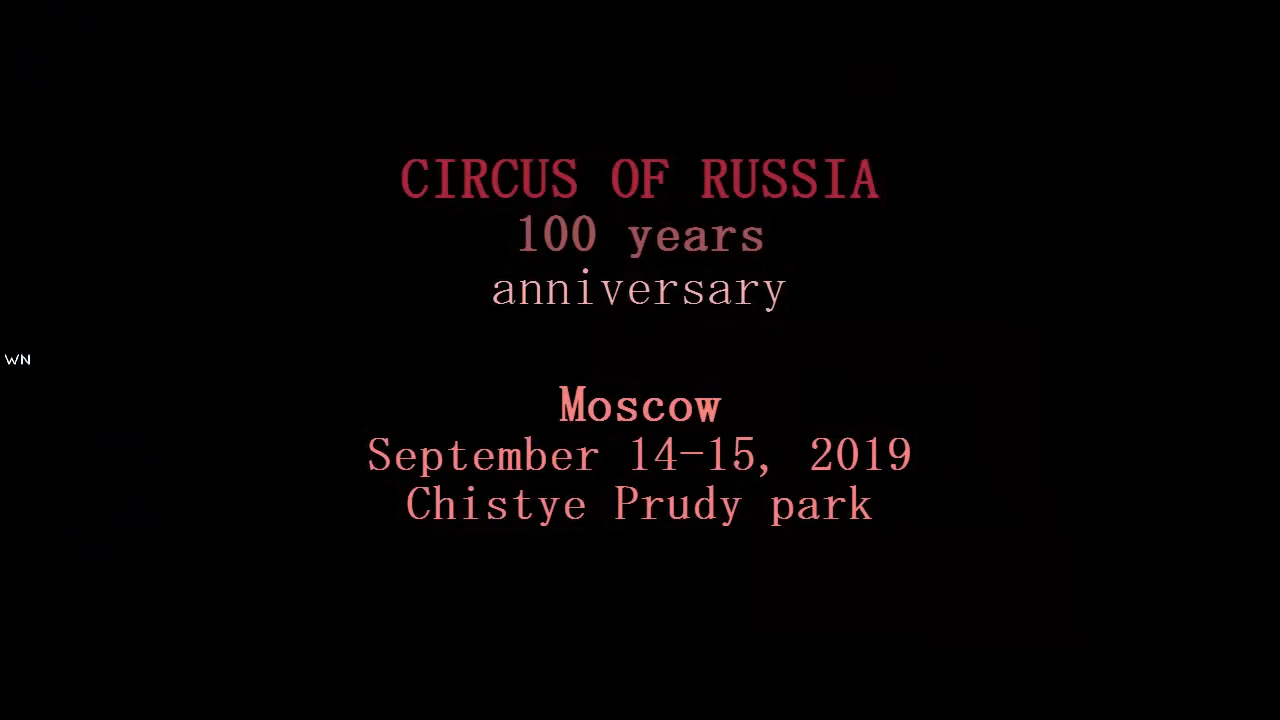 CIRCUS OF RUSSIA
100 years
anniversary
WN
Moscow
September 14-15, 2019
Chistye Prudy park